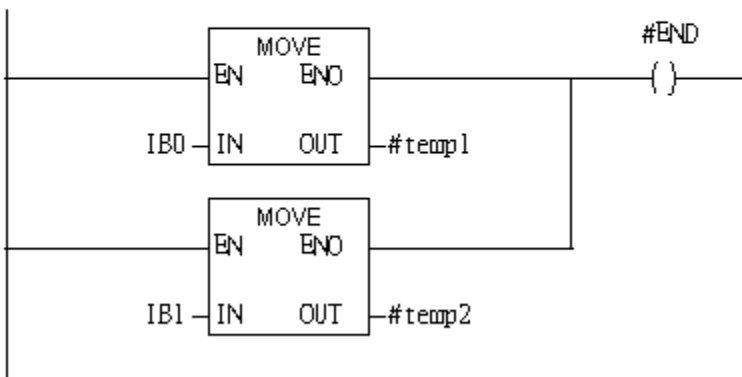 #END
MOVE
EN ENO
IB0 IN OUT #temp1
MOVE
EN ENO
IB1 IN OUT #temp2